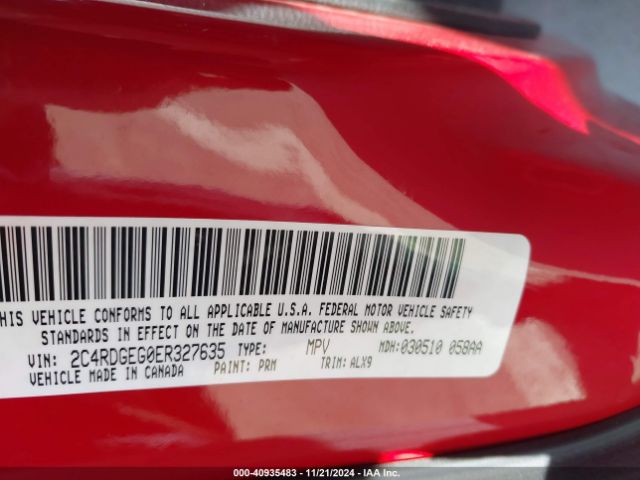 THIS VEHICLE CONFORMS TO ALL APPLICABLE U.S.A. FEDERAL MOTOR VEHICLE SAFETY
STANDARDS IN EFFECT ON THE DATE OF MANUFACTURE SHOWN ABOVE.
VIN: 2C4RDGEG0ER327635 TYPE: MPV MDH:030510 058AA
VEHICLE MADE IN CANADA PAINT: PRM TRIM: ALX9
000-40935483 - 11/21/2024 - IAA Inc.